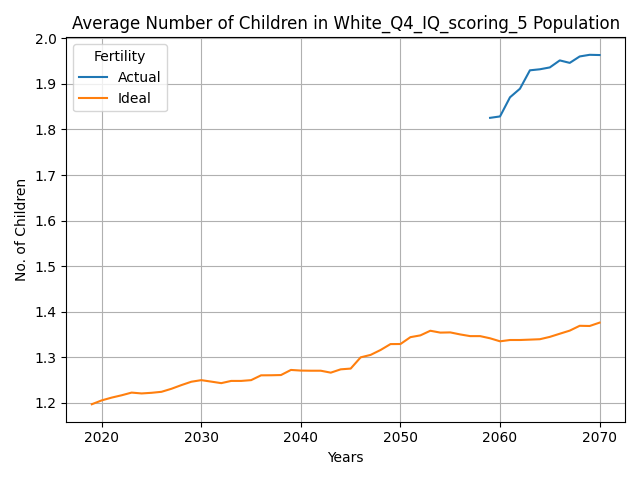 Average Number of Children in White_Q4_IQ_scoring_5 Population
Fertility
Actual
Ideal
No. of Children
2.0
1.9
1.8
1.7
1.6
1.5
1.4
1.3
1.2
2020
2030
2040
2050
2060
2070
Years